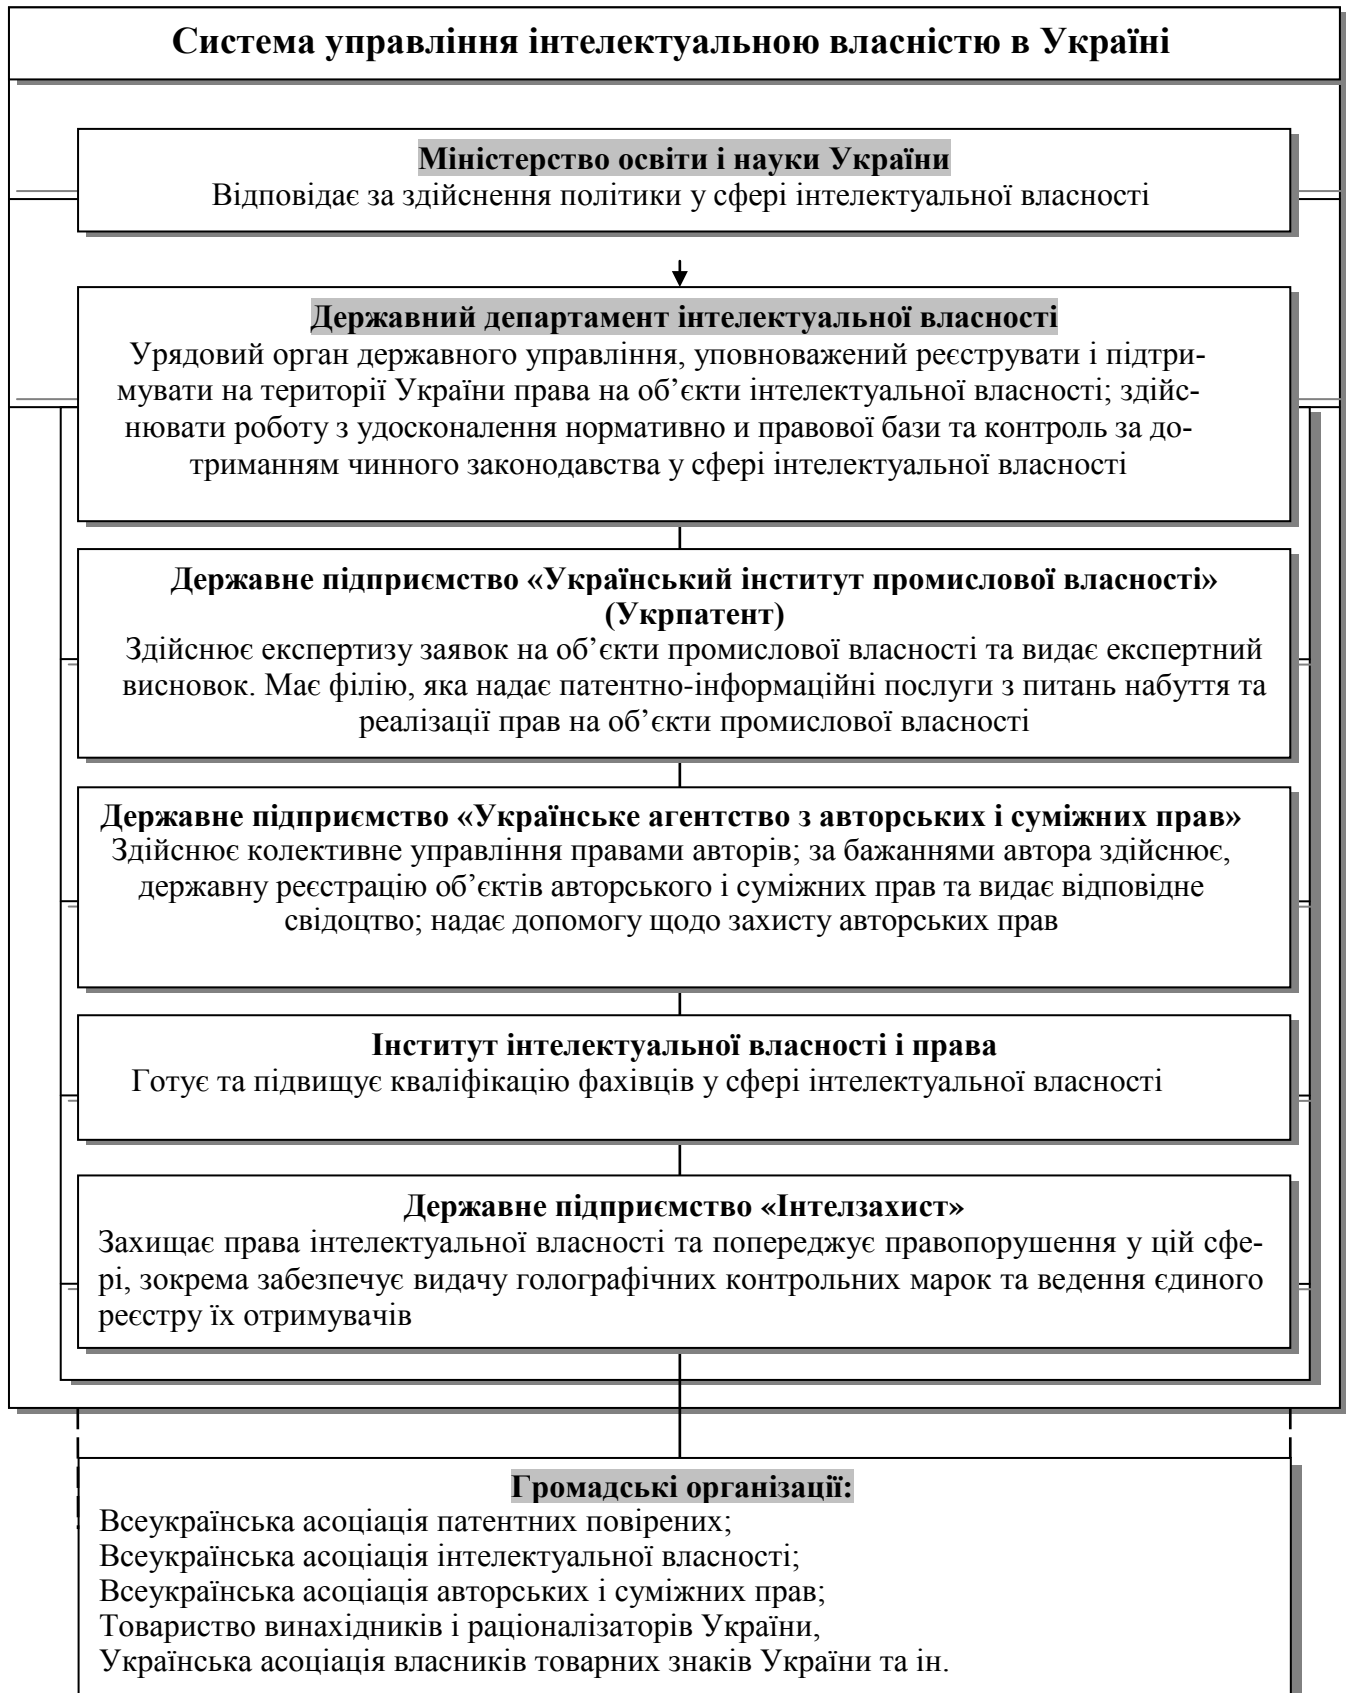 Система управління інтелектуальною власністю в Україні
Міністерство освіти і науки України
Відповідає за здійснення політики у сфері інтелектуальної власності
Державний департамент інтелектуальної власності
Урядовий орган державного управління, уповноважений реєструвати і підтри-
мувати на території України права на об’єкти інтелектуальної власності; здійс-
нювати роботу з удосконалення нормативно и правової бази та контроль за до-
триманням чинного законодавства у сфері інтелектуальної власності
Державне підприємство «Український інститут промислової власності»
(Укрпатент)
Здійснює експертизу заявок на об’єкти промислової власності та видає експертний
висновок. Має філію, яка надає патентно-інформаційні послуги з питань набуття та
реалізації прав на об’єкти промислової власності
Державне підприємство «Українське агентство з авторських і суміжних прав»
Здійснює колективне управління правами авторів; за бажаннями автора здійснює,
державну реєстрацію об’єктів авторського і суміжних прав та видає відповідне
свідоцтво; надає допомогу щодо захисту авторських прав
Інститут інтелектуальної власності і права
Готує та підвищує кваліфікацію фахівців у сфері інтелектуальної власності
Державне підприємство «Інтелзахист»
Захищає права інтелектуальної власності та попереджує правопорушення у цій сфе-
рі, зокрема забезпечує видачу голографічних контрольних марок та ведення єдиного
реєстру їх отримувачів
Громадські організації:
Всеукраїнська асоціація патентних повірених;
Всеукраїнська асоціація інтелектуальної власності;
Всеукраїнська асоціація авторських і суміжних прав;
Товариство винахідників і раціоналізаторів України,
Українська асоціація власників товарних знаків України та ін.